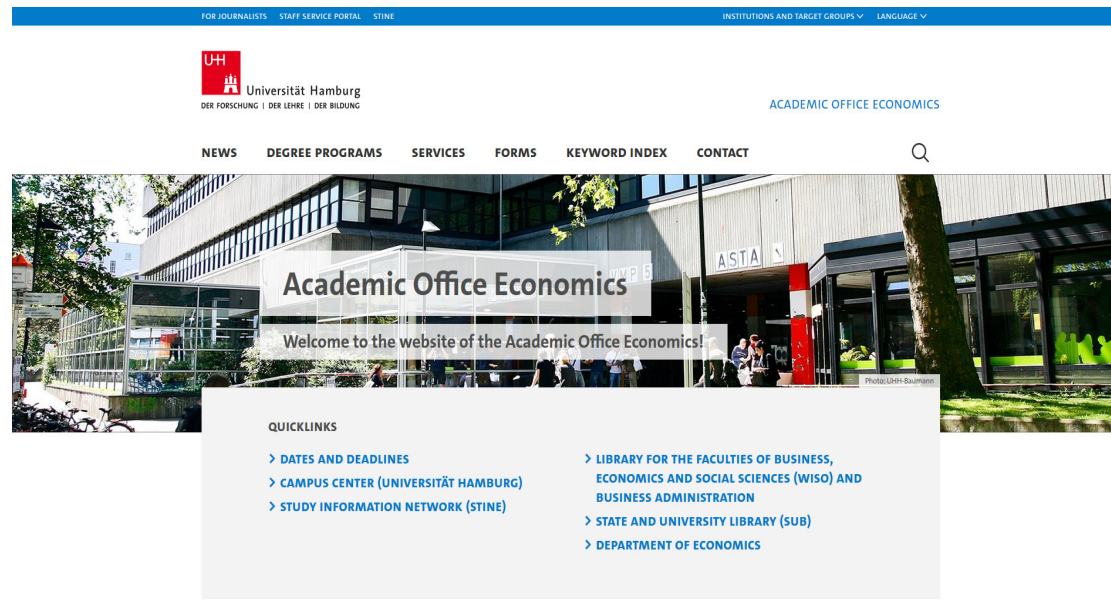 FOR JOURNALISTS STAFF SERVICE PORTAL STINE INSTITUTIONS AND TARGET GROUPS LANGUAGE
UHH
Universität Hamburg
DER FORSCHUNG | DER LEHRE | DER BILDUNG
ACADEMIC OFFICE ECONOMICS
NEWS DEGREE PROGRAMS SERVICES FORMS KEYWORD INDEX CONTACT
ASTA
VMP 5
Academic Office Economics
Welcome to the website of the Academic Office Economics!
Photo: UHH-Baumann
QUICKLINKS
DATES AND DEADLINES
CAMPUS CENTER (UNIVERSITÄT HAMBURG)
STUDY INFORMATION NETWORK (STINE)
LIBRARY FOR THE FACULTIES OF BUSINESS,
ECONOMICS AND SOCIAL SCIENCES (WISO) AND
BUSINESS ADMINISTRATION
STATE AND UNIVERSITY LIBRARY (SUB)
DEPARTMENT OF ECONOMICS